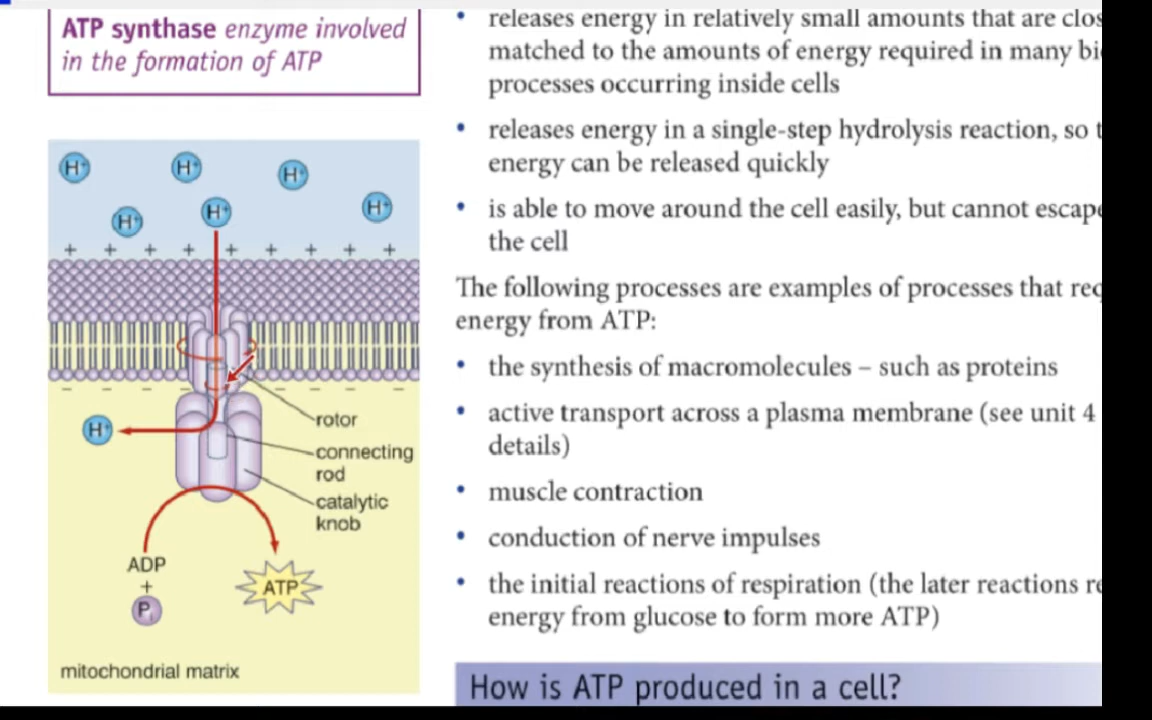 ATP synthase enzyme involved
in the formation of ATP
H+
H+
H+
H+
H+
H+
+ + + + + + + + +
– – – – – – – –
rotor
H+
connecting
rod
catalytic
knob
ADP
+
Pi
ATP
mitochondrial matrix
releases energy in relatively small amounts that are clos
matched to the amounts of energy required in many bi
processes occurring inside cells
releases energy in a single-step hydrolysis reaction, so t
energy can be released quickly
is able to move around the cell easily, but cannot escape
the cell
The following processes are examples of processes that req
energy from ATP:
the synthesis of macromolecules – such as proteins
active transport across a plasma membrane (see unit 4
details)
muscle contraction
conduction of nerve impulses
the initial reactions of respiration (the later reactions re
energy from glucose to form more ATP)
How is ATP produced in a cell?